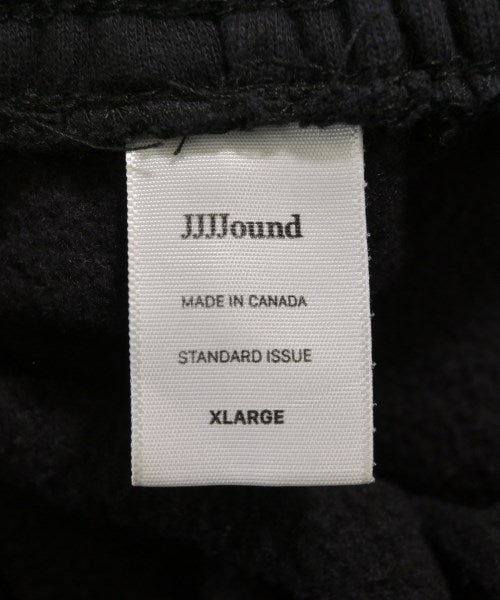 JJJJound
MADE IN CANADA
STANDARD ISSUE
XLARGE